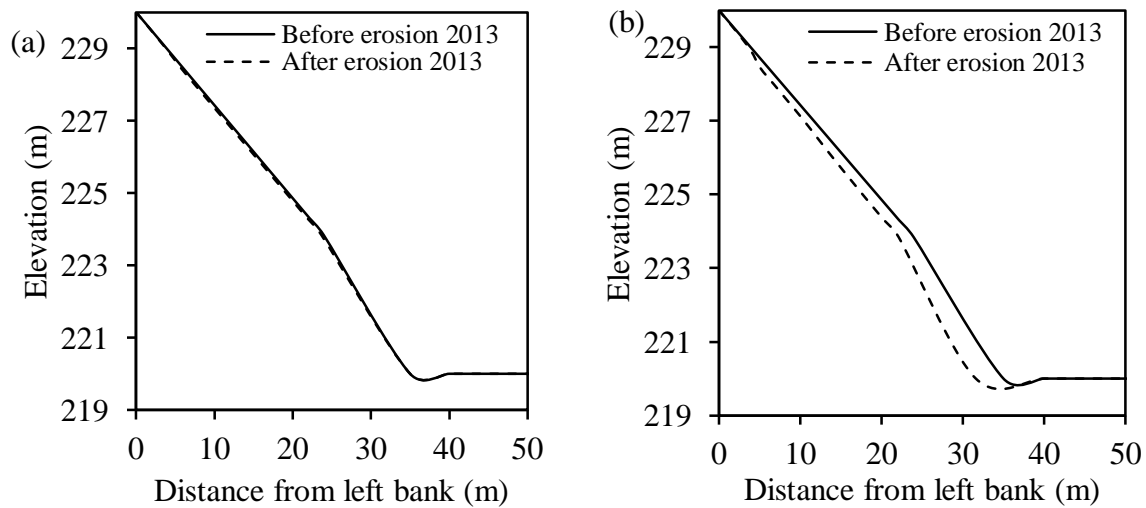 (a)
Before erosion 2013
After erosion 2013
Elevation (m)
229
227
225
223
221
219
0 10 20 30 40 50
Distance from left bank (m)
(b)
Before erosion 2013
After erosion 2013
Elevation (m)
229
227
225
223
221
219
0 10 20 30 40 50
Distance from left bank (m)